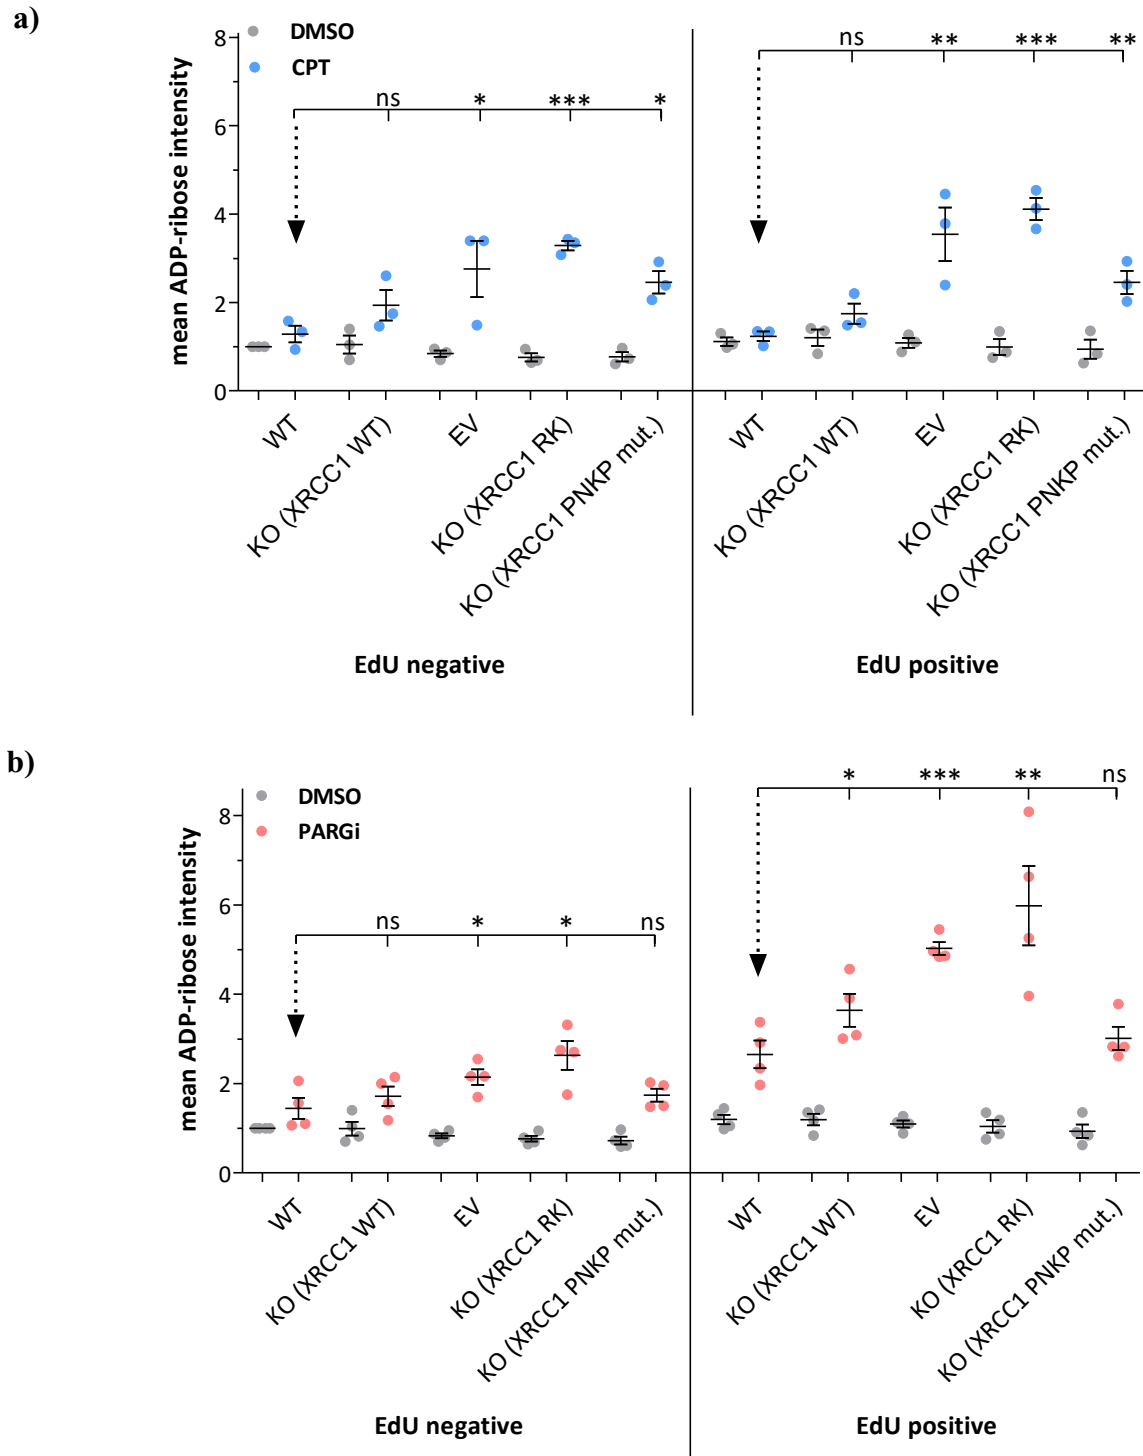 a)
DMSO
CPT
mean ADP-ribose intensity
8
6
4
2
0
ns * *** *
ns ** *** **
WT
KO (XRCC1 WT)
EV
KO (XRCC1 RK)
KO (XRCC1 PNKP mut.)
WT
KO (XRCC1 WT)
EV
KO (XRCC1 RK)
KO (XRCC1 PNKP mut.)
EdU negative
EdU positive
b)
DMSO
PARGi
mean ADP-ribose intensity
8
6
4
2
0
ns * * ns
* *** ** ns
WT
KO (XRCC1 WT)
EV
KO (XRCC1 RK)
KO (XRCC1 PNKP mut.)
WT
KO (XRCC1 WT)
EV
KO (XRCC1 RK)
KO (XRCC1 PNKP mut.)
EdU negative
EdU positive